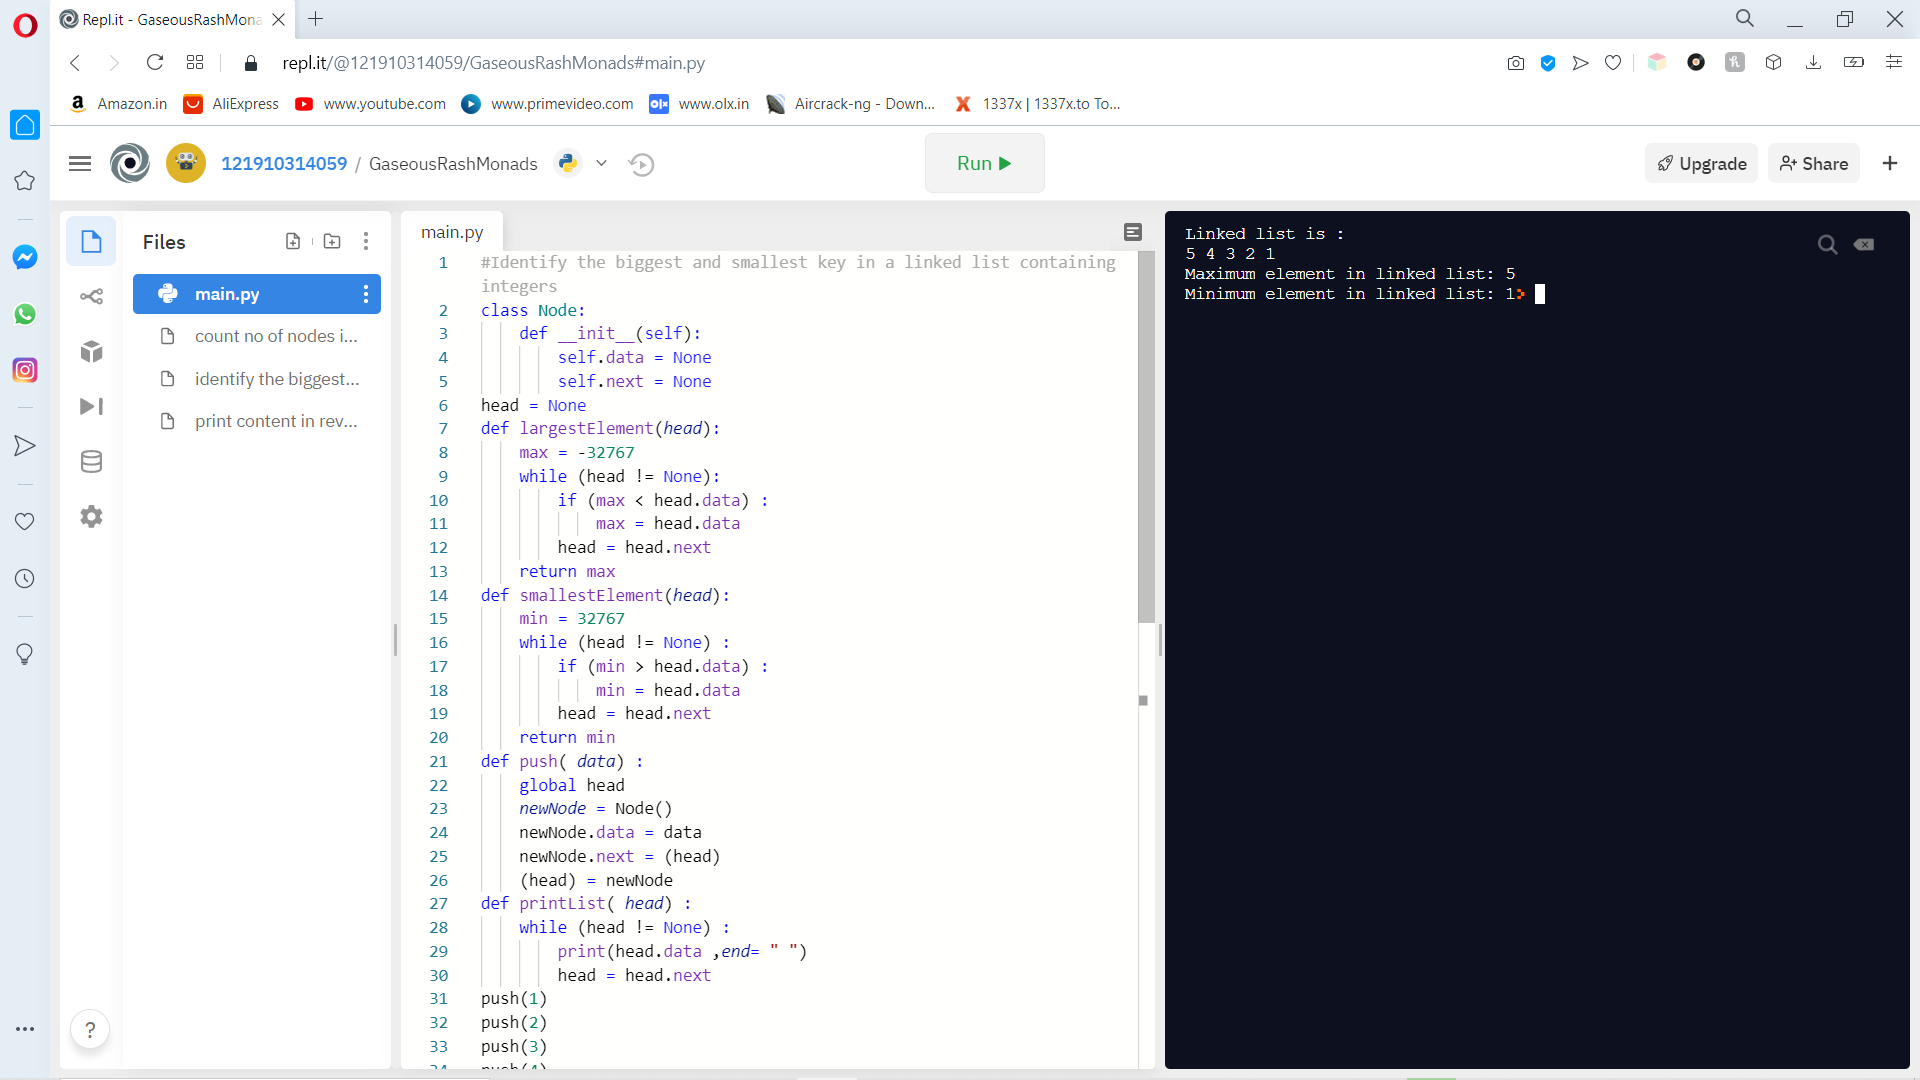 Repl.it - GaseousRashMona
repl.it/@121910314059/GaseousRashMonads#main.py
Amazon.in AliExpress www.youtube.com www.primevideo.com www.olx.in Aircrack-ng - Down... 1337x | 1337x.to To...
121910314059 / GaseousRashMonads Run Upgrade Share
Files
main.py
count no of nodes i...
identify the biggest...
print content in rev...
main.py
1 #Identify the biggest and smallest key in a linked list containing
integers
2 class Node:
3 def __init__(self):
4 self.data = None
5 self.next = None
6 head = None
7 def largestElement(head):
8 max = -32767
9 while (head != None):
10 if (max < head.data) :
11 max = head.data
12 head = head.next
13 return max
14 def smallestElement(head):
15 min = 32767
16 while (head != None) :
17 if (min > head.data) :
18 min = head.data
19 head = head.next
20 return min
21 def push( data) :
22 global head
23 newNode = Node()
24 newNode.data = data
25 newNode.next = (head)
26 (head) = newNode
27 def printList( head) :
28 while (head != None) :
29 print(head.data ,end= " ")
30 head = head.next
31 push(1)
32 push(2)
33 push(3)
34 push(4)
Linked list is :
5 4 3 2 1
Maximum element in linked list: 5
Minimum element in linked list: 1>
?